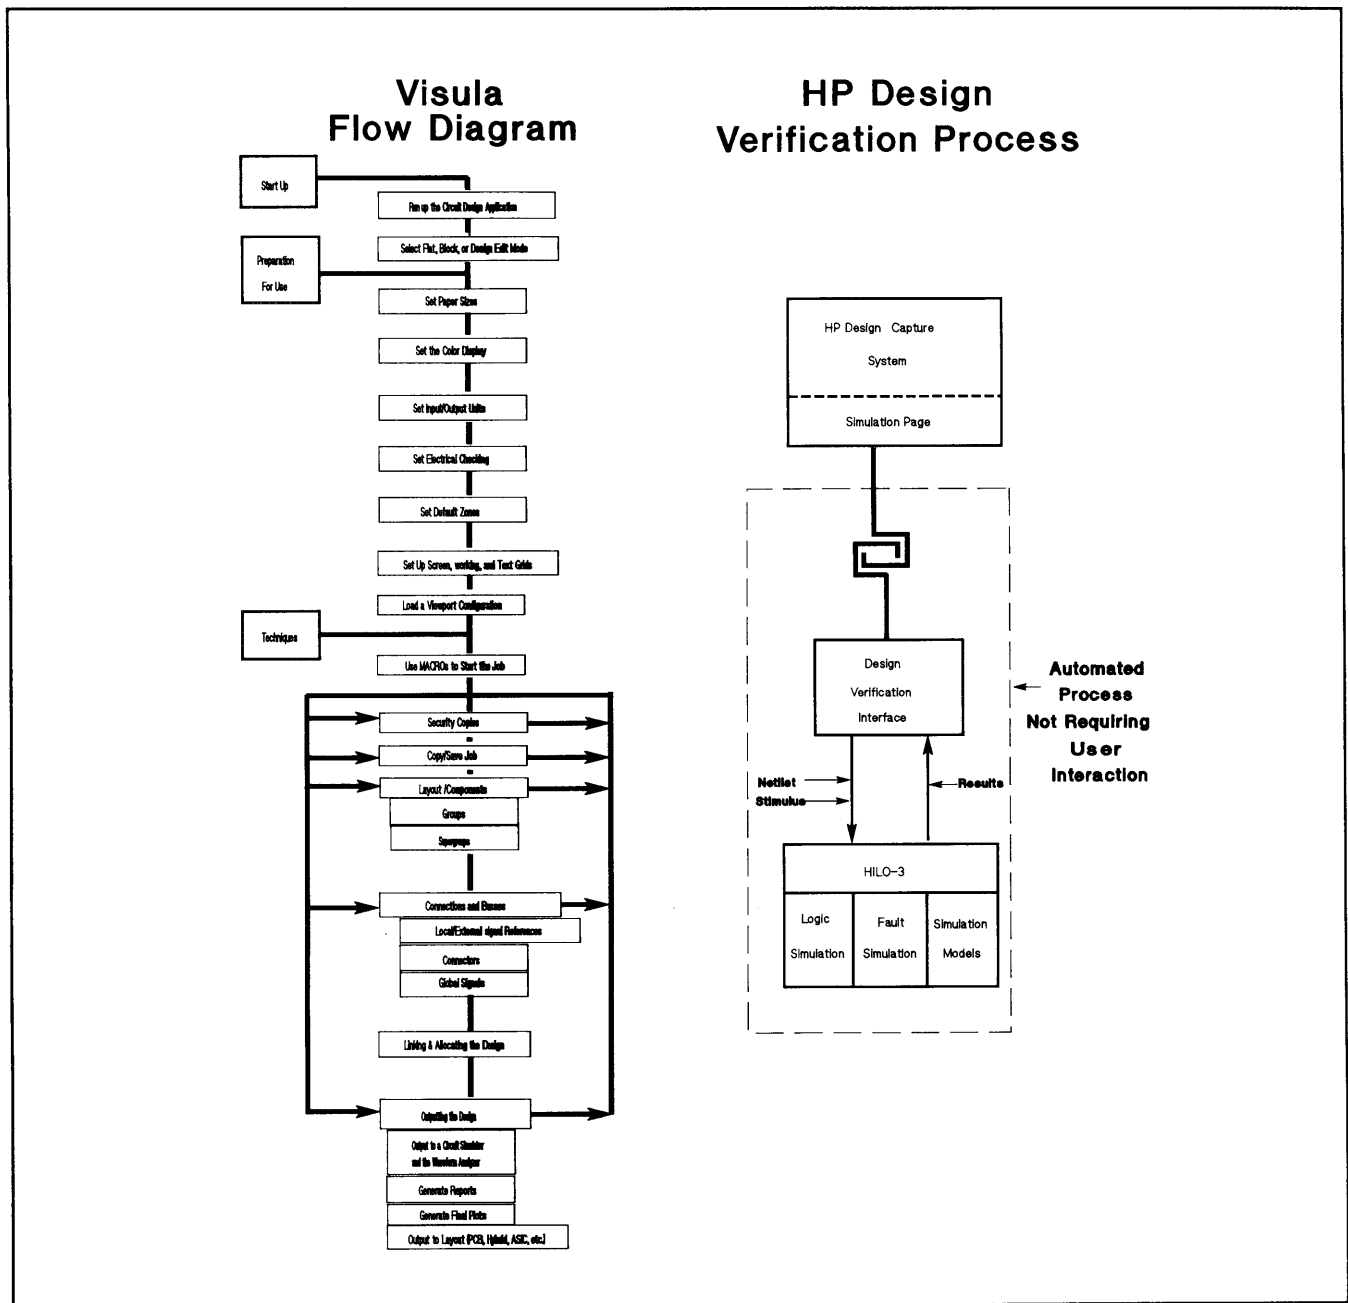 Visula
Flow Diagram
Start Up
Run up the Circuit Design Application
Select Flat, Block, or Design Edit Mode
Preparation
For Use
Set Paper Sizes
Set the Color Display
Set Input/Output Units
Set Electrical Checking
Set Default Zones
Set Up Screen, working, and Text Grids
Load a Viewport Configuration
Techniques
Use MACROs to Start the Job
Security Copies
Copy/Save Job
Layout /Components
Groups
Supergroups
Connections and Busses
Local/External signal References
Connectors
Global Signals
Linking & Allocating the Design
Outputting the Design
Output to a Circuit Simulator
and the Waveform Analyzer
Generate Reports
Generate Final Plots
Output to Layout (PCB, Hybrid, ASIC, etc.)
HP Design
Verification Process
HP Design Capture
System
Simulation Page
Design
Verification
Interface
Automated
Process
Not Requiring
User
Interaction
Netlist
Stimulus
Results
HILO-3
Logic
Simulation
Fault
Simulation
Simulation
Models